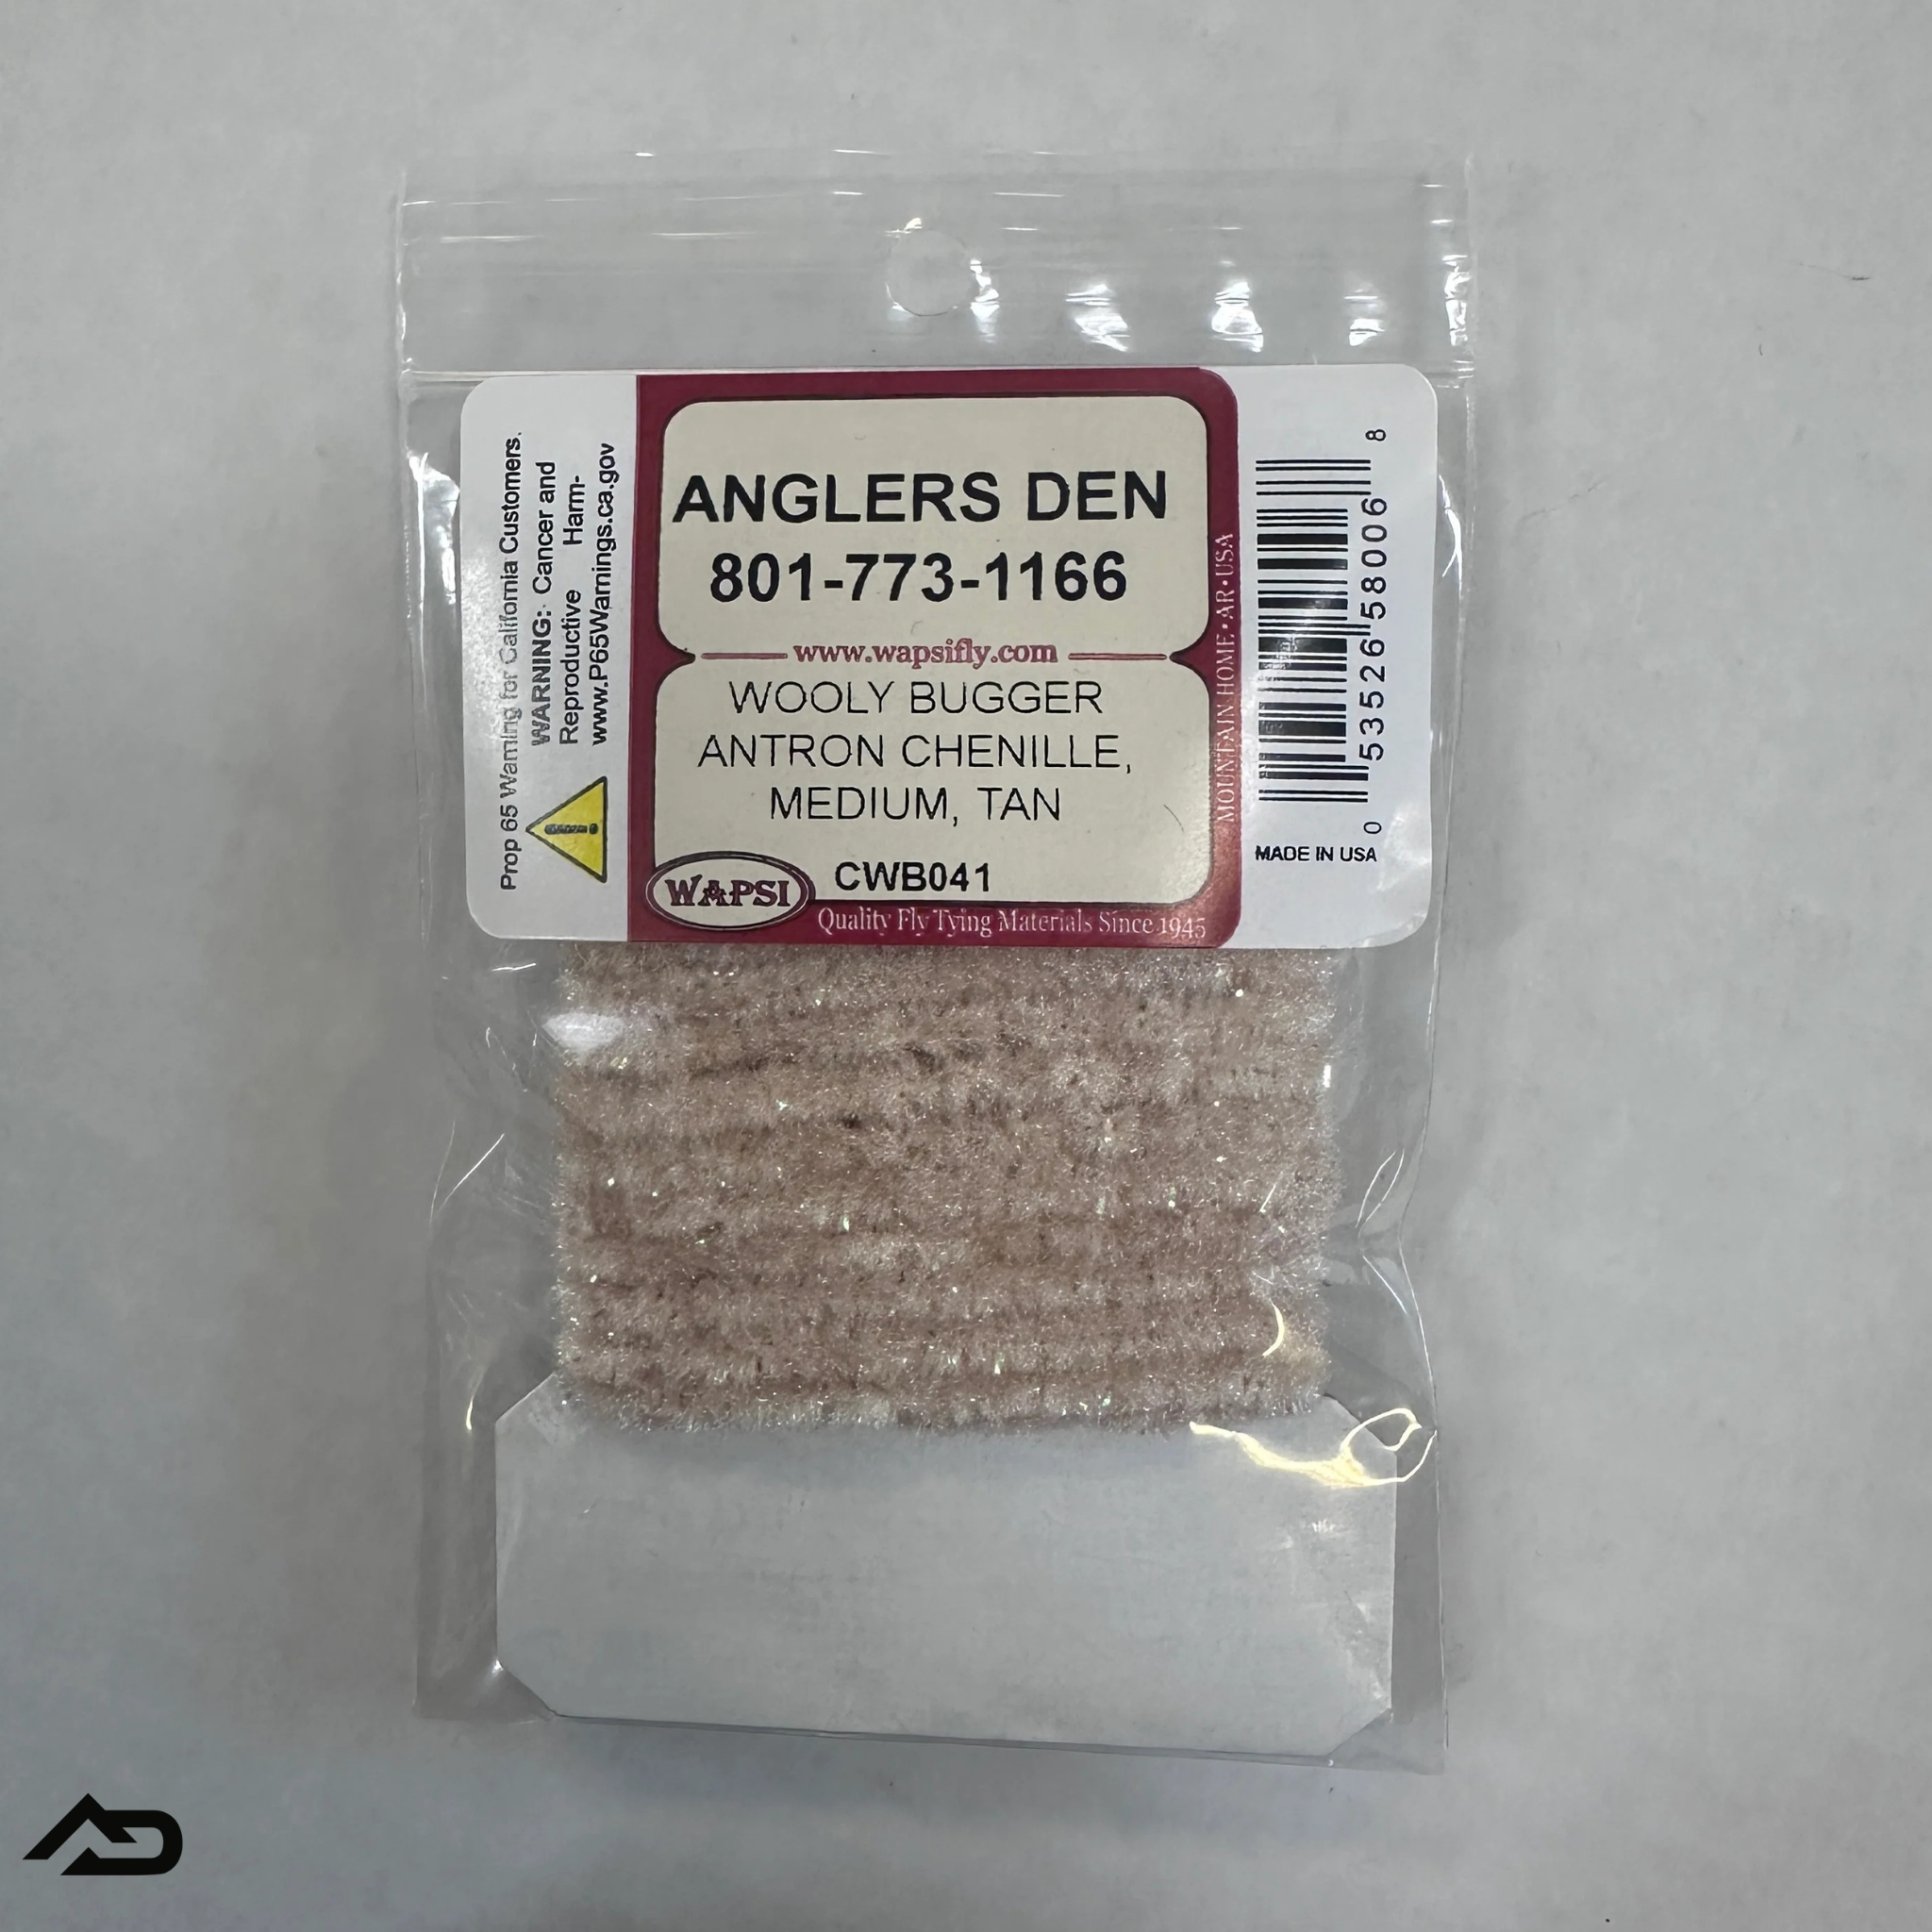 Prop 65 Warning for California Customers.
WARNING: Cancer and
Reproductive Harm-
www.P65Warnings.ca.gov
ANGLERS DEN
801-773-1166
www.wapsifly.com
WOOLY BUGGER
ANTRON CHENILLE,
MEDIUM, TAN
CWB041
WAPSI
Quality Fly Tying Materials Since 1945
MOUNTAIN HOME • AR • USA
0 53526 58006 8
MADE IN USA
AD